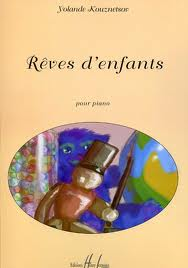 Yolande Kouznetsov
Rêves d'enfants
pour piano